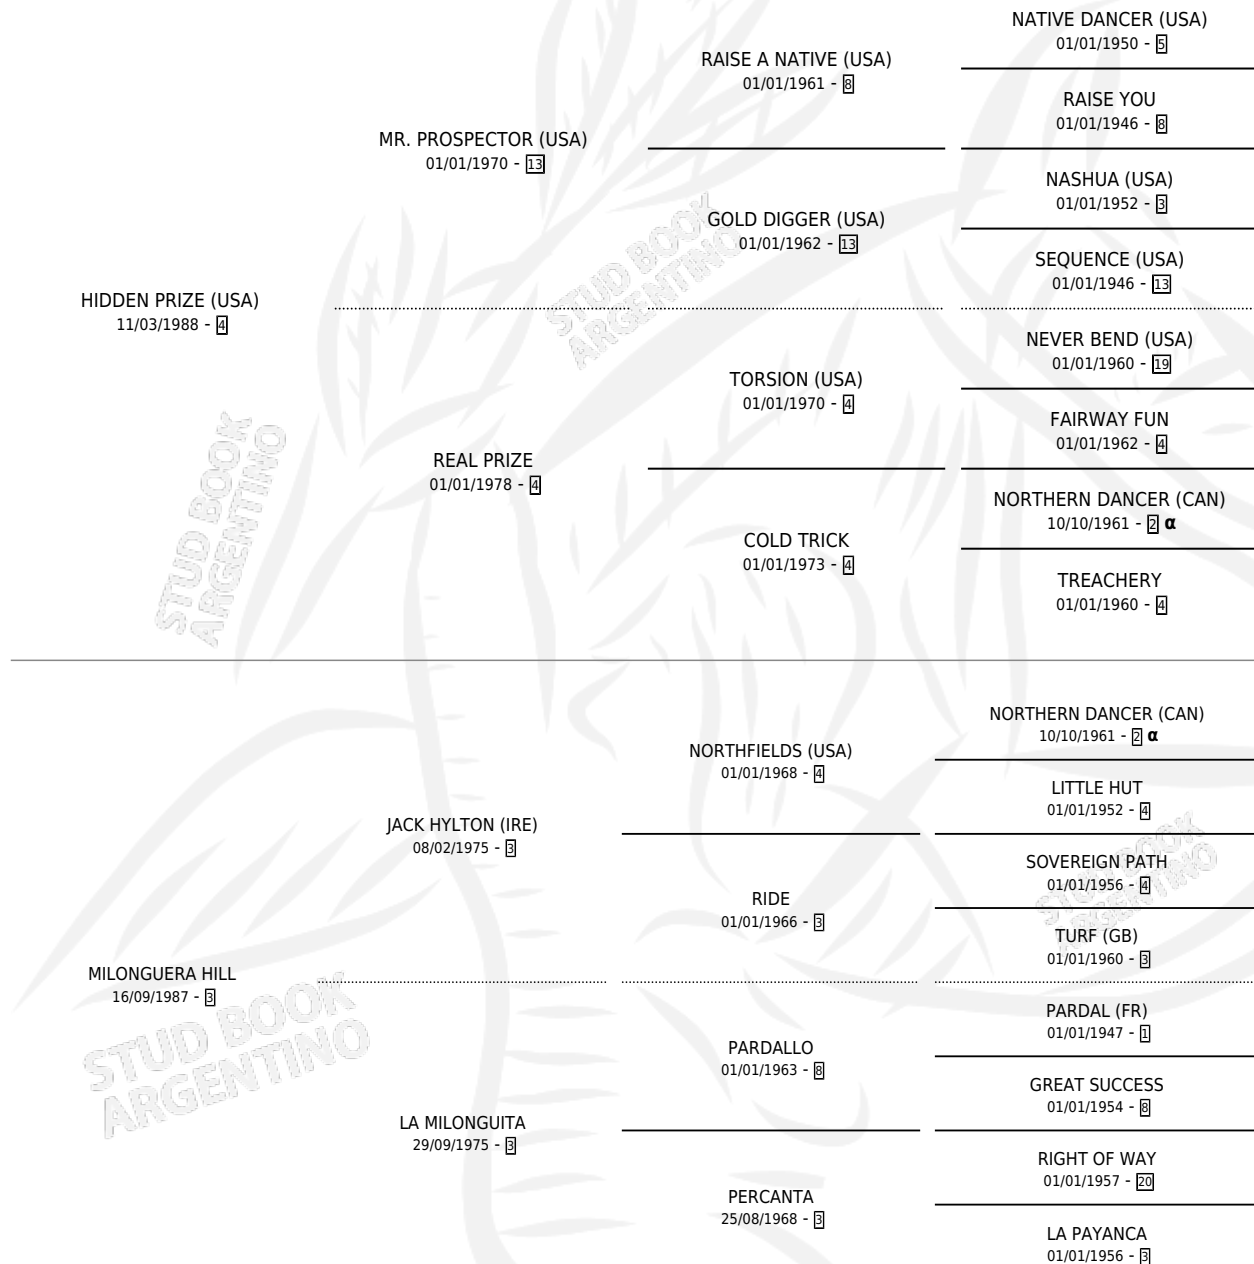 NATIVE DANCER (USA)
01/01/1950 - 5
RAISE A NATIVE (USA)
01/01/1961 - 8
RAISE YOU
01/01/1946 - 8
MR. PROSPECTOR (USA)
01/01/1970 - 13
NASHUA (USA)
01/01/1952 - 3
GOLD DIGGER (USA)
01/01/1962 - 13
SEQUENCE (USA)
01/01/1946 - 13
HIDDEN PRIZE (USA)
11/03/1988 - 4
NEVER BEND (USA)
01/01/1960 - 19
TORSION (USA)
01/01/1970 - 4
FAIRWAY FUN
01/01/1962 - 4
REAL PRIZE
01/01/1978 - 4
NORTHERN DANCER (CAN)
10/10/1961 - 2 α
COLD TRICK
01/01/1973 - 4
TREACHERY
01/01/1960 - 4
NORTHERN DANCER (CAN)
10/10/1961 - 2 α
NORTHFIELDS (USA)
01/01/1968 - 4
LITTLE HUT
01/01/1952 - 4
JACK HYLTON (IRE)
08/02/1975 - 3
SOVEREIGN PATH
01/01/1956 - 4
RIDE
01/01/1966 - 3
TURF (GB)
01/01/1960 - 3
MILONGUERA HILL
16/09/1987 - 3
PARDAL (FR)
01/01/1947 - 1
PARDALLO
01/01/1963 - 8
GREAT SUCCESS
01/01/1954 - 8
LA MILONGUITA
29/09/1975 - 3
RIGHT OF WAY
01/01/1957 - 20
PERCANTA
25/08/1968 - 3
LA PAYANCA
01/01/1956 - 3
STUD BOOK
ARGENTINO
STUD BOOK
ARGENTINO
STUD BOOK
ARGENTINO
STUD BOOK
ARGENTINO